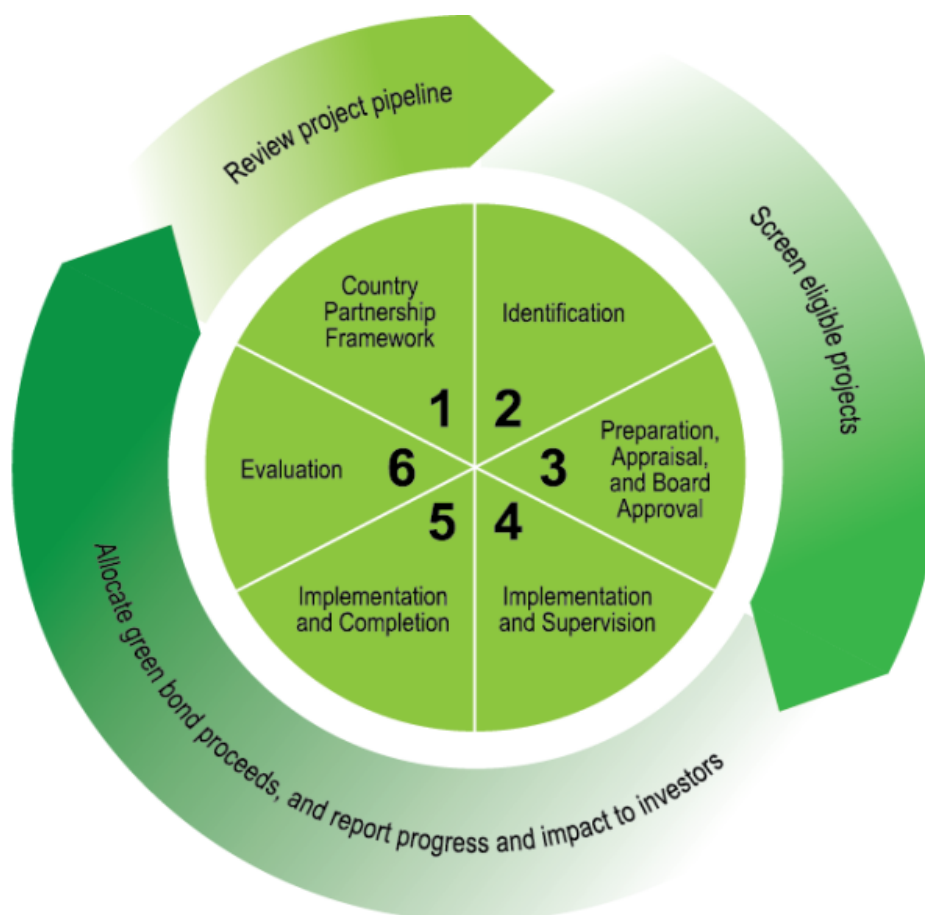 Review project pipeline
Screen eligible projects
Allocate green bond proceeds, and report progress and impact to investors
Country
Partnership
Framework
1
Identification
2
Preparation,
Appraisal,
and Board
Approval
3
Implementation
and Supervision
4
Implementation
and Completion
5
Evaluation
6